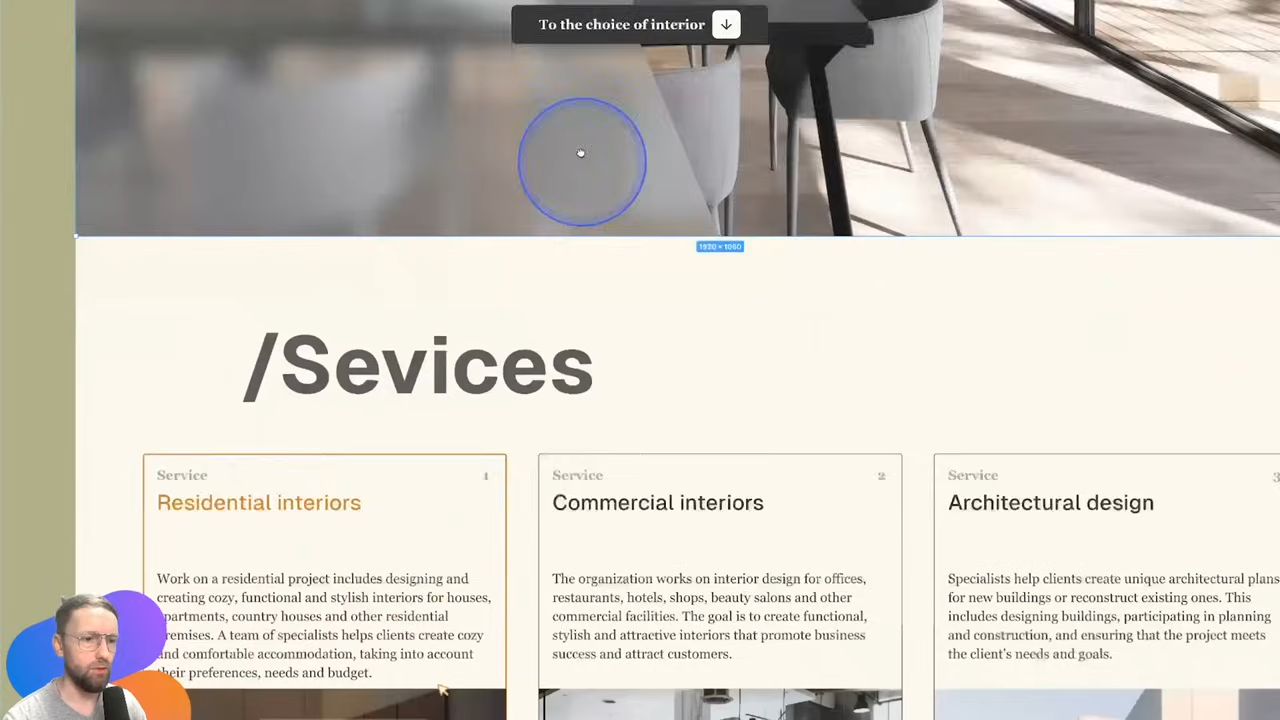 To the choice of interior
1920 × 1060
/Sevices
Service 1
Residential interiors
Work on a residential project includes designing and
creating cozy, functional and stylish interiors for houses,
apartments, country houses and other residential
premises. A team of specialists helps clients create cozy
and comfortable accommodation, taking into account
their preferences, needs and budget.
Service 2
Commercial interiors
The organization works on interior design for offices,
restaurants, hotels, shops, beauty salons and other
commercial facilities. The goal is to create functional,
stylish and attractive interiors that promote business
success and attract customers.
Service 3
Architectural design
Specialists help clients create unique architectural plans
for new buildings or reconstruct existing ones. This
includes designing buildings, participating in planning
and construction, and ensuring that the project meets
the client's needs and goals.